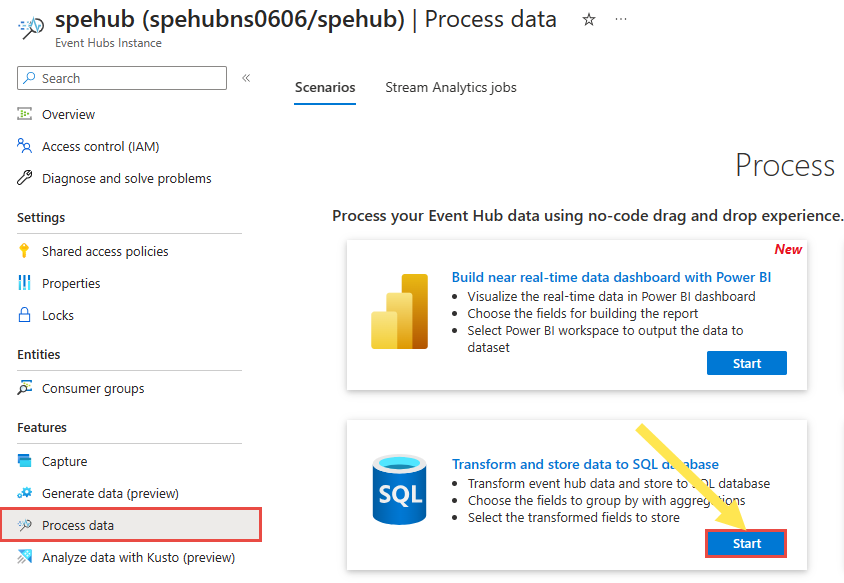 spehub (spehubns0606/spehub) | Process data
Event Hubs Instance
Search
Overview
Access control (IAM)
Diagnose and solve problems
Settings
Shared access policies
Properties
Locks
Entities
Consumer groups
Features
Capture
Generate data (preview)
Process data
Analyze data with Kusto (preview)
Scenarios Stream Analytics jobs
Process
Process your Event Hub data using no-code drag and drop experience.
New
Build near real-time data dashboard with Power BI
• Visualize the real-time data in Power BI dashboard
• Choose the fields for building the report
• Select Power BI workspace to output the data to
dataset
Start
SQL
Transform and store data to SQL database
• Transform event hub data and store to SQL database
• Choose the fields to group by with aggregations
• Select the transformed fields to store
Start